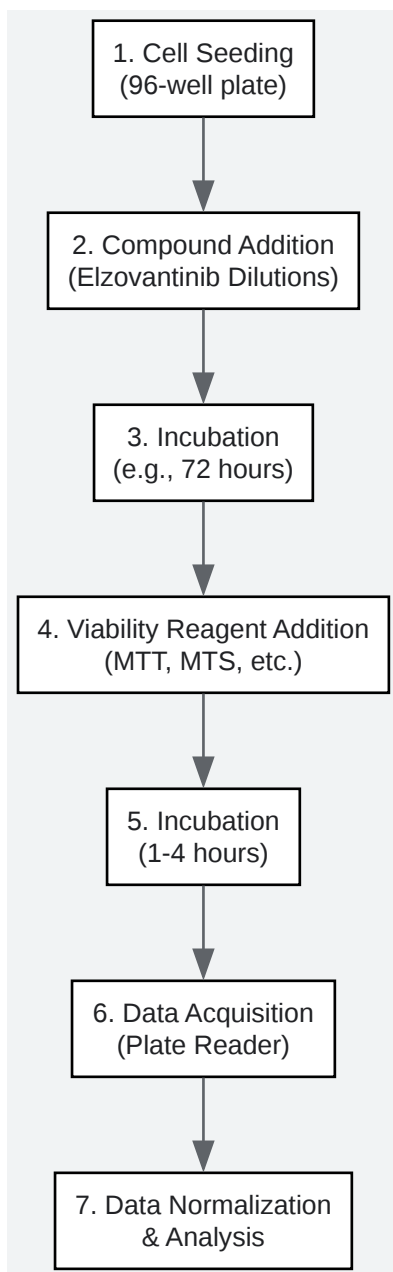 1. Cell Seeding
(96-well plate)
2. Compound Addition
(Elzovantinib Dilutions)
3. Incubation
(e.g., 72 hours)
4. Viability Reagent Addition
(MTT, MTS, etc.)
5. Incubation
(1-4 hours)
6. Data Acquisition
(Plate Reader)
7. Data Normalization
& Analysis